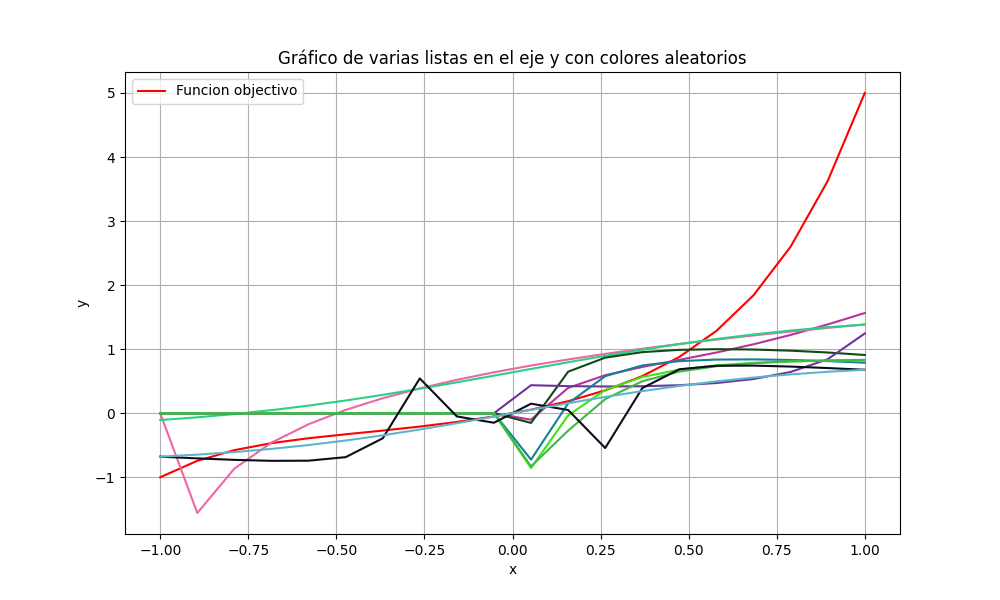 Gráfico de varias listas en el eje y con colores aleatorios
Funcion objectivo
5
4
3
2
1
0
−1
y
−1.00 −0.75 −0.50 −0.25 0.00 0.25 0.50 0.75 1.00
x